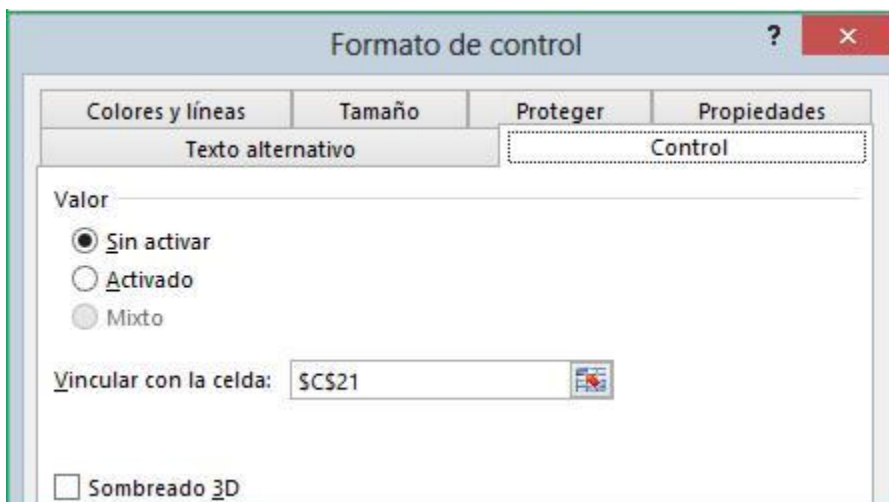 Formato de control ? ×
Colores y líneas Tamaño Proteger Propiedades
Texto alternativo Control
Valor
Sin activar
Activado
Mixto
Vincular con la celda: $C$21
Sombreado 3D